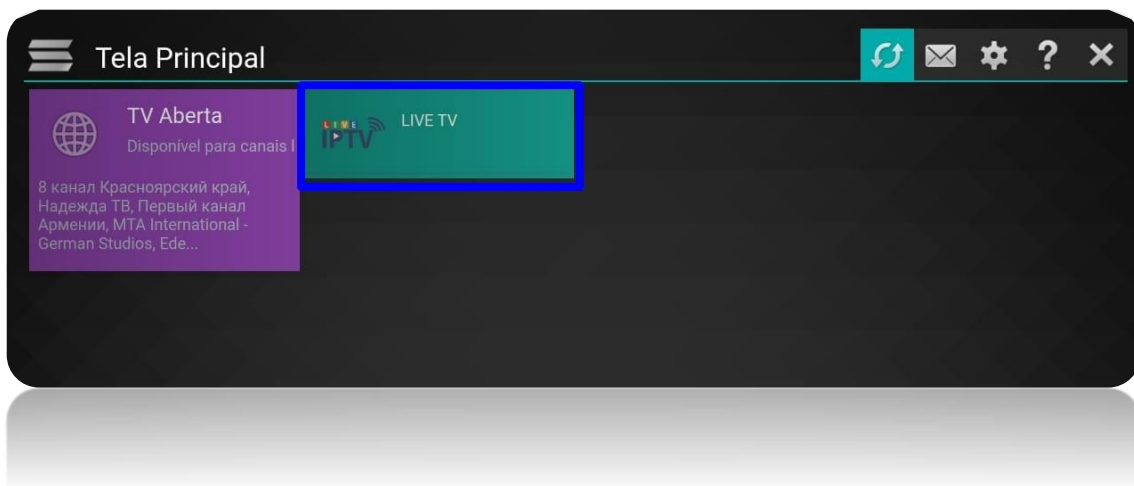 Tela Principal
?
TV Aberta
Disponível para canais l
8 канал Красноярский край,
Надежда ТВ, Первый канал
Армении, MTA International -
German Studios, Ede...
LIVE
IPTV
LIVE TV